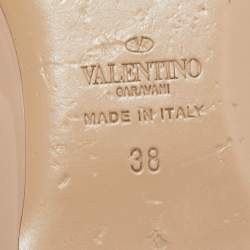 V
VALENTINO
GARAVANI
MADE IN ITALY
38